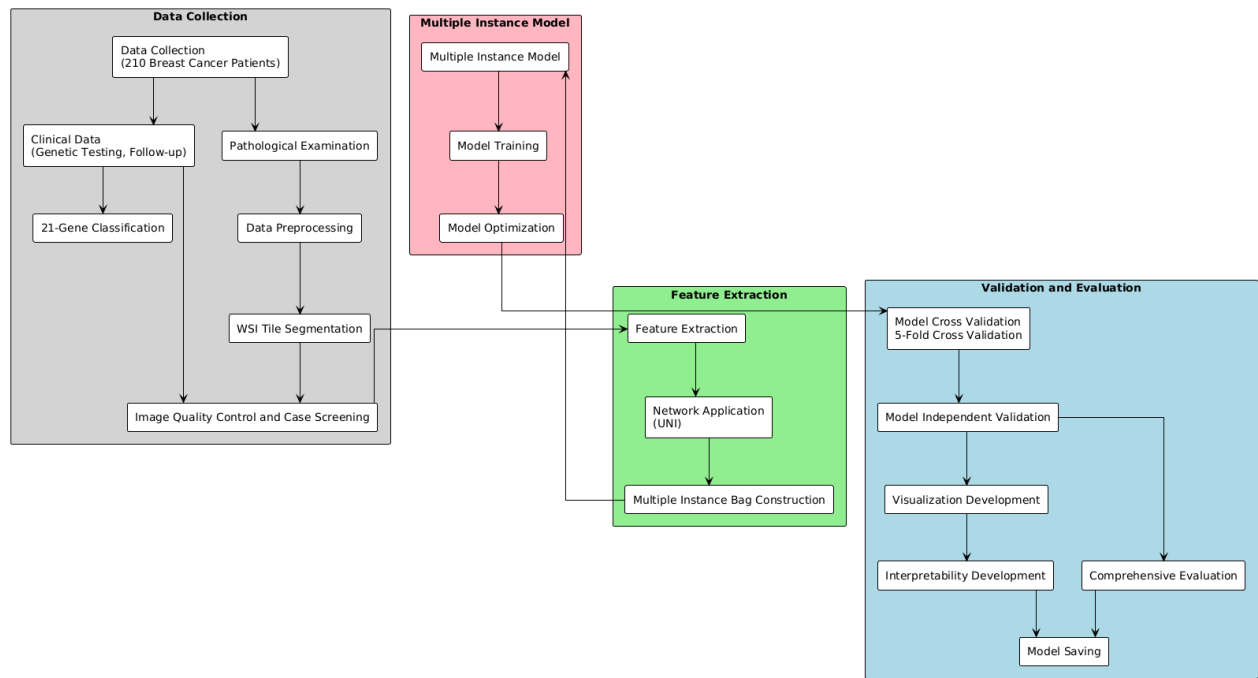 Data Collection
Data Collection
(210 Breast Cancer Patients)
Clinical Data
(Genetic Testing, Follow-up)
Pathological Examination
21-Gene Classification
Data Preprocessing
WSI Tile Segmentation
Image Quality Control and Case Screening
Multiple Instance Model
Multiple Instance Model
Model Training
Model Optimization
Feature Extraction
Feature Extraction
Network Application
(UNI)
Multiple Instance Bag Construction
Validation and Evaluation
Model Cross Validation
5-Fold Cross Validation
Model Independent Validation
Visualization Development
Interpretability Development
Comprehensive Evaluation
Model Saving